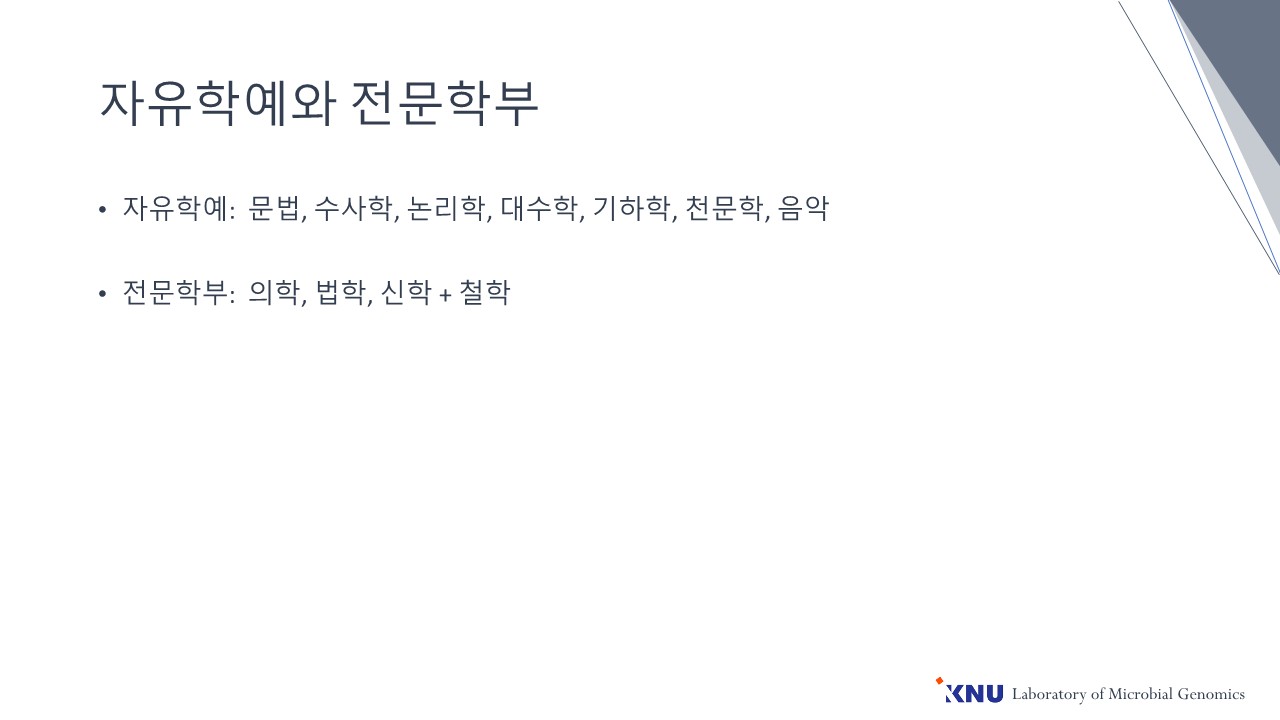 자유학예와 전문학부
• 자유학예: 문법, 수사학, 논리학, 대수학, 기하학, 천문학, 음악
• 전문학부: 의학, 법학, 신학 + 철학
KNU Laboratory of Microbial Genomics